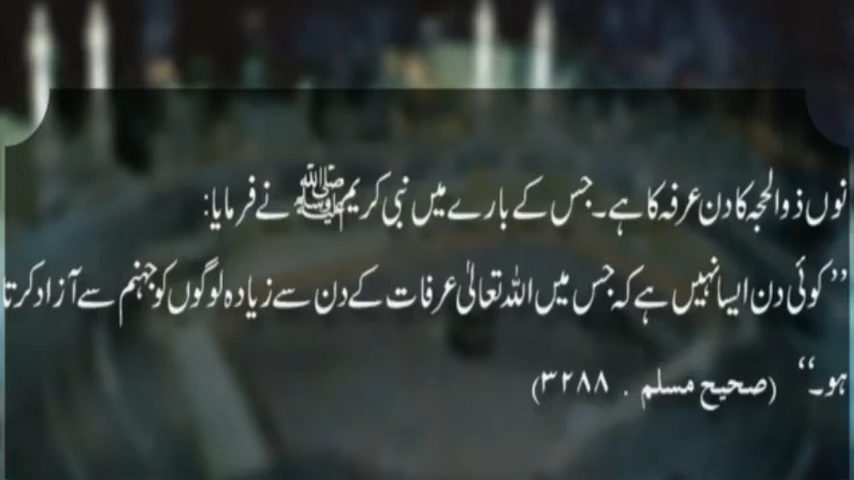 نوں ذوالحجہ کا دن عرفہ کا ہے۔ جس کے بارے میں نبی کریم ﷺ نے فرمایا:
”کوئی دن ایسا نہیں ہے کہ جس میں اللہ تعالیٰ عرفات کے دن سے زیادہ لوگوں کو جہنم سے آزاد کرتا
ہو۔“ (صحیح مسلم . ۳۲۸۸)